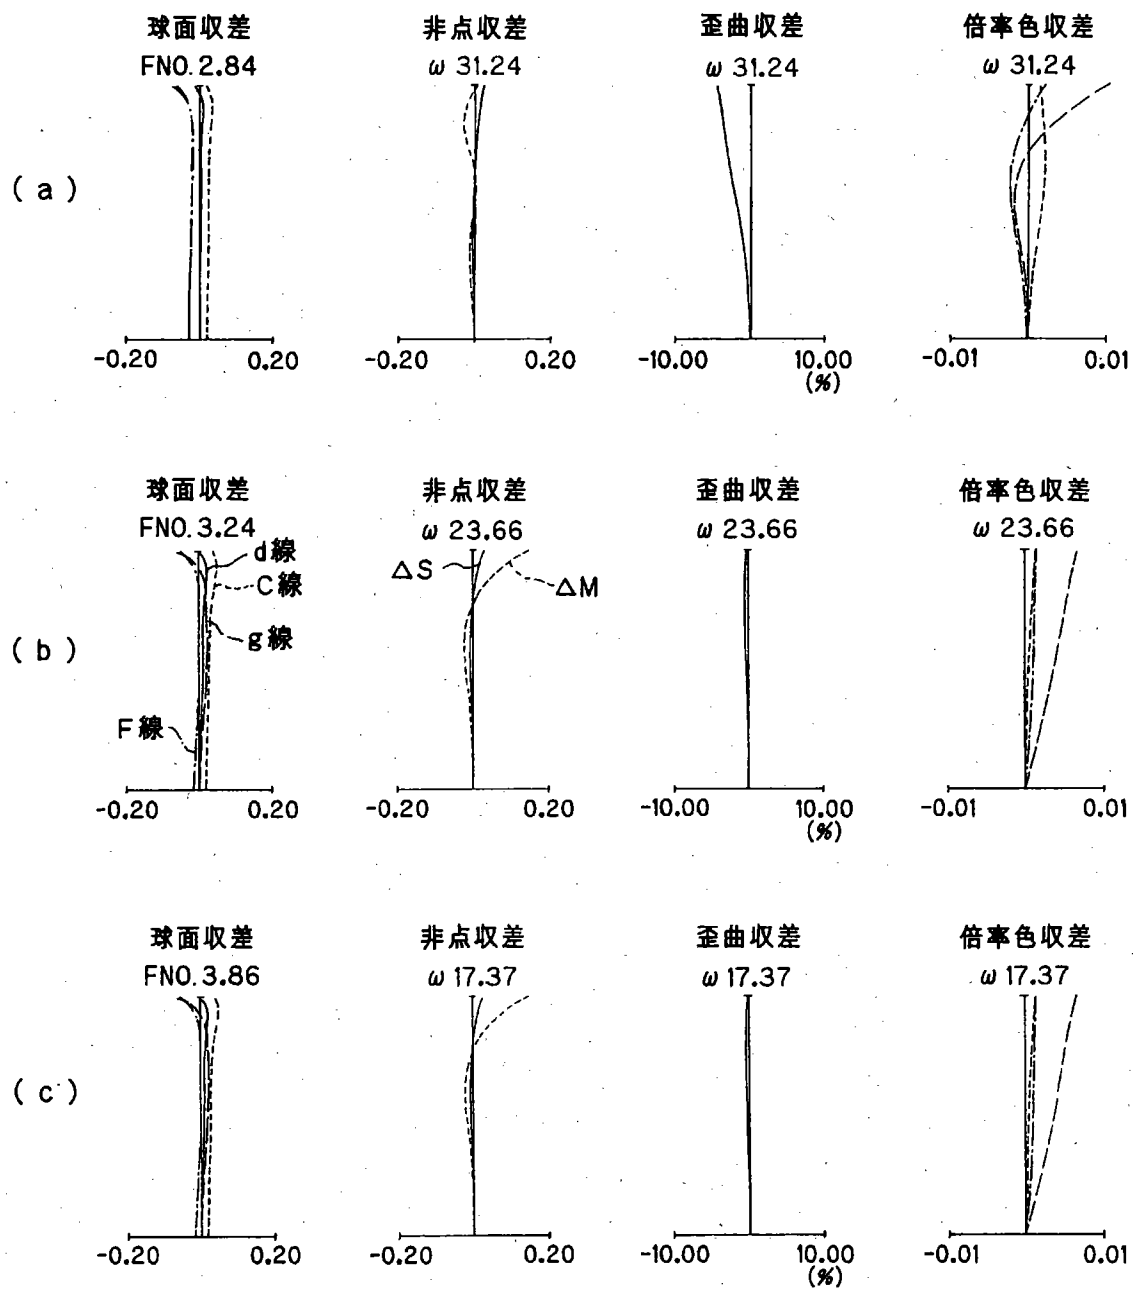 球面収差 非点収差 歪曲収差 倍率色収差
FNO. 2.84 ω 31.24 ω 31.24 ω 31.24
(a)
-0.20 0.20 -0.20 0.20 -10.00 10.00 -0.01 0.01
(%)
球面収差 非点収差 歪曲収差 倍率色収差
FNO. 3.24 ω 23.66 ω 23.66 ω 23.66
d線
ΔS
C線
ΔM
g線
(b)
F線
-0.20 0.20 -0.20 0.20 -10.00 10.00 -0.01 0.01
(%)
球面収差 非点収差 歪曲収差 倍率色収差
FNO. 3.86 ω 17.37 ω 17.37 ω 17.37
(c)
-0.20 0.20 -0.20 0.20 -10.00 10.00 -0.01 0.01
(%)